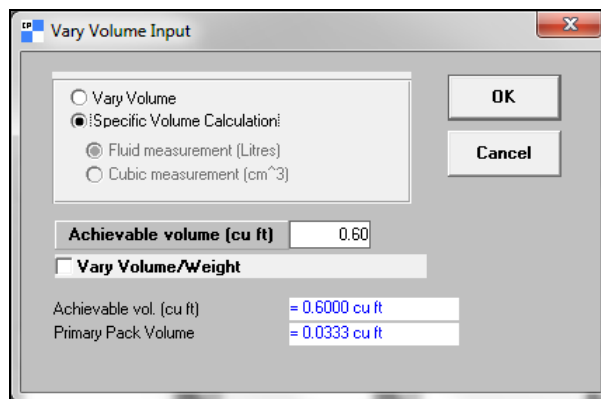 CP Vary Volume Input
Vary Volume
Specific Volume Calculation
Fluid measurement (Litres)
Cubic measurement (cm^3)
OK
Cancel
Achievable volume (cu ft) 0.60
Vary Volume/Weight
Achievable vol. (cu ft) = 0.6000 cu ft
Primary Pack Volume = 0.0333 cu ft